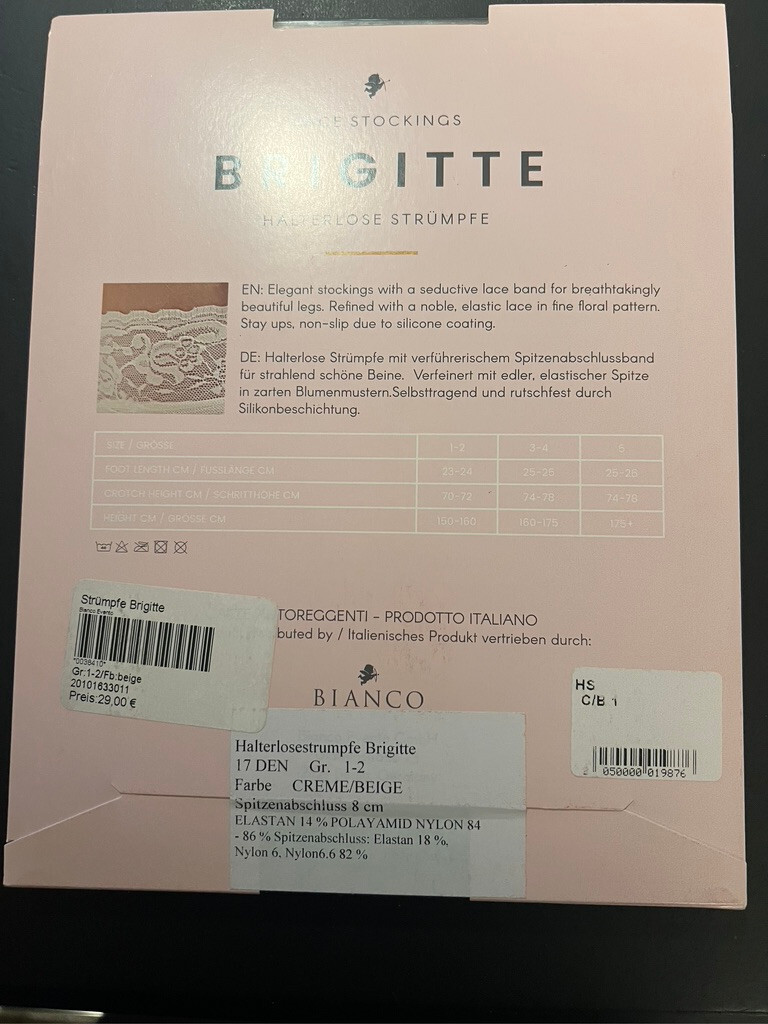 STOCKINGS
BRIGITTE
HALTERLOSE STRÜMPFE
EN: Elegant stockings with a seductive lace band for breathtakingly
beautiful legs. Refined with a noble, elastic lace in fine floral pattern.
Stay ups, non-slip due to silicone coating.
DE: Halterlose Strümpfe mit verführerischem Spitzenabschlussband
für strahlend schöne Beine. Verfeinert mit edler, elastischer Spitze
in zarten Blumenmustern.Selbsttragend und rutschfest durch
Silikonbeschichtung.
SIZE / GRÖSSE 1-2 3-4 5
FOOT LENGTH CM / FUSSLÄNGE CM 23-24 25-25 25-28
CROTCH HEIGHT CM / SCHRITTHÖHE CM 70-72 74-78 74-78
HEIGHT CM / GRÖSSE CM 150-160 160-175 175+
TOREGGENTI – PRODOTTO ITALIANO
buted by / Italienisches Produkt vertrieben durch:
BIANCO
Strümpfe Brigitte
Bianco Evento
*0038410*
Gr:1-2/Fb:beige
20101633011
Preis:29,00 €
HS
C/B 1
2 050000 019876
Halterlosestrumpfe Brigitte
17 DEN Gr. 1-2
Farbe CREME/BEIGE
Spitzenabschluss 8 cm
ELASTAN 14 % POLAYAMID NYLON 84
- 86 % Spitzenabschluss: Elastan 18 %,
Nylon 6, Nylon6.6 82 %